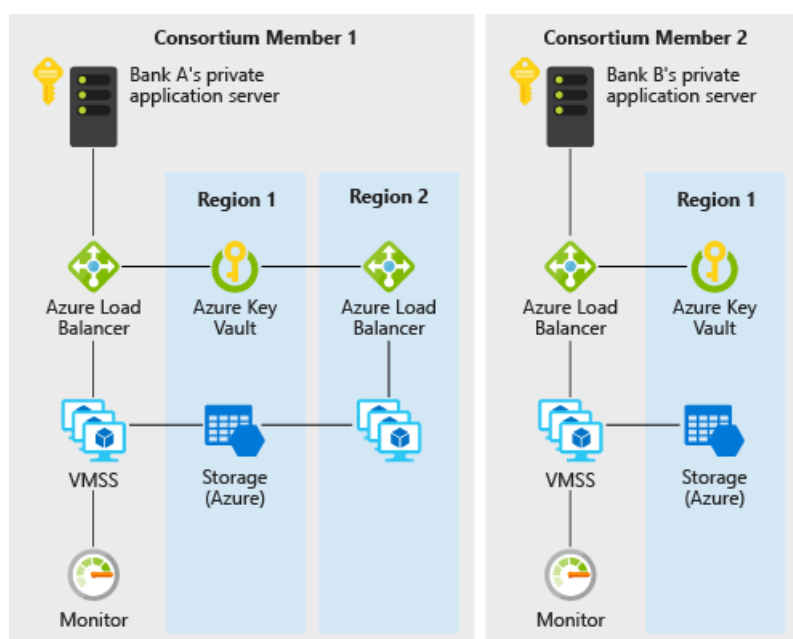 Consortium Member 1
Bank A's private
application server
Region 1
Region 2
Azure Load
Balancer
Azure Key
Vault
Azure Load
Balancer
VMSS
Storage
(Azure)
Monitor
Consortium Member 2
Bank B's private
application server
Region 1
Azure Load
Balancer
Azure Key
Vault
VMSS
Storage
(Azure)
Monitor